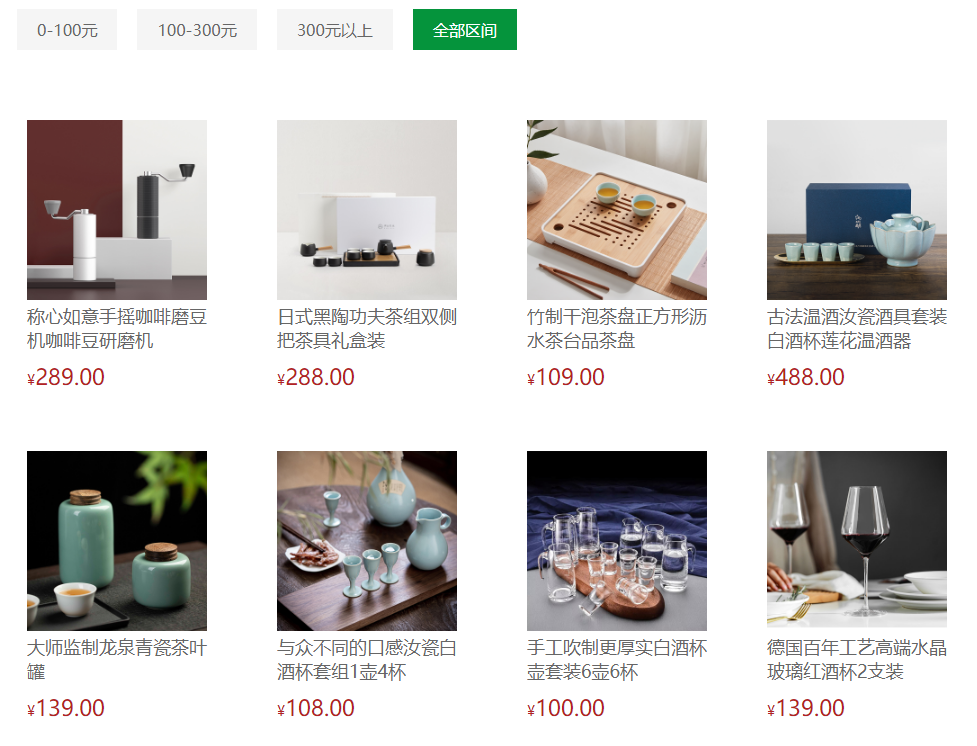 0-100元
100-300元
300元以上
全部区间
称心如意手摇咖啡磨豆
机咖啡豆研磨机
¥289.00
日式黑陶功夫茶组双侧
把茶具礼盒装
¥288.00
竹制干泡茶盘正方形沥
水茶台品茶盘
¥109.00
古法温酒汝瓷酒具套装
白酒杯莲花温酒器
¥488.00
大师监制龙泉青瓷茶叶
罐
¥139.00
与众不同的口感汝瓷白
酒杯套组1壶4杯
¥108.00
手工吹制更厚实白酒杯
壶套装6壶6杯
¥100.00
德国百年工艺高端水晶
玻璃红酒杯2支装
¥139.00